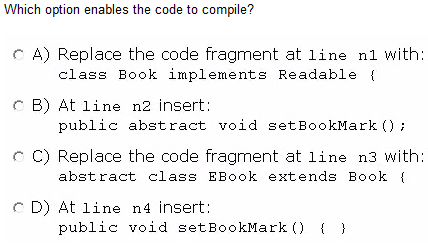 Which option enables the code to compile?
A) Replace the code fragment at line n1 with:
class Book implements Readable {
B) At line n2 insert:
public abstract void setBookMark();
C) Replace the code fragment at line n3 with:
abstract class EBook extends Book {
D) At line n4 insert:
public void setBookMark() { }